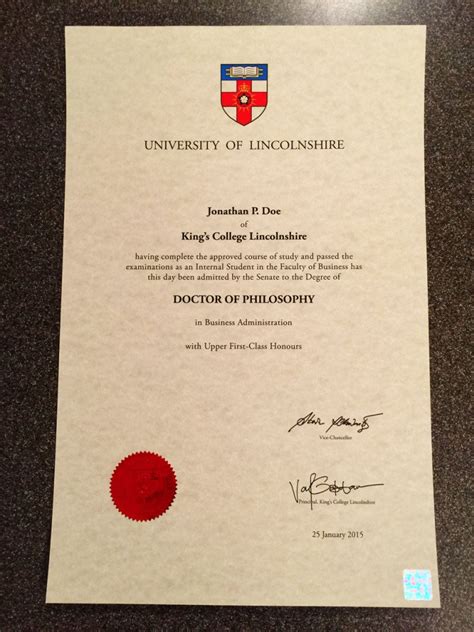 UNIVERSITY OF LINCOLNSHIRE
Jonathan P. Doe
of
King's College Lincolnshire
having complete the approved course of study and passed the
examinations as an Internal Student in the Faculty of Business has
this day been admitted by the Senate to the Degree of
DOCTOR OF PHILOSOPHY
in Business Administration
with Upper First-Class Honours
Vice-Chancellor
Principal, King's College Lincolnshire
25 January 2015